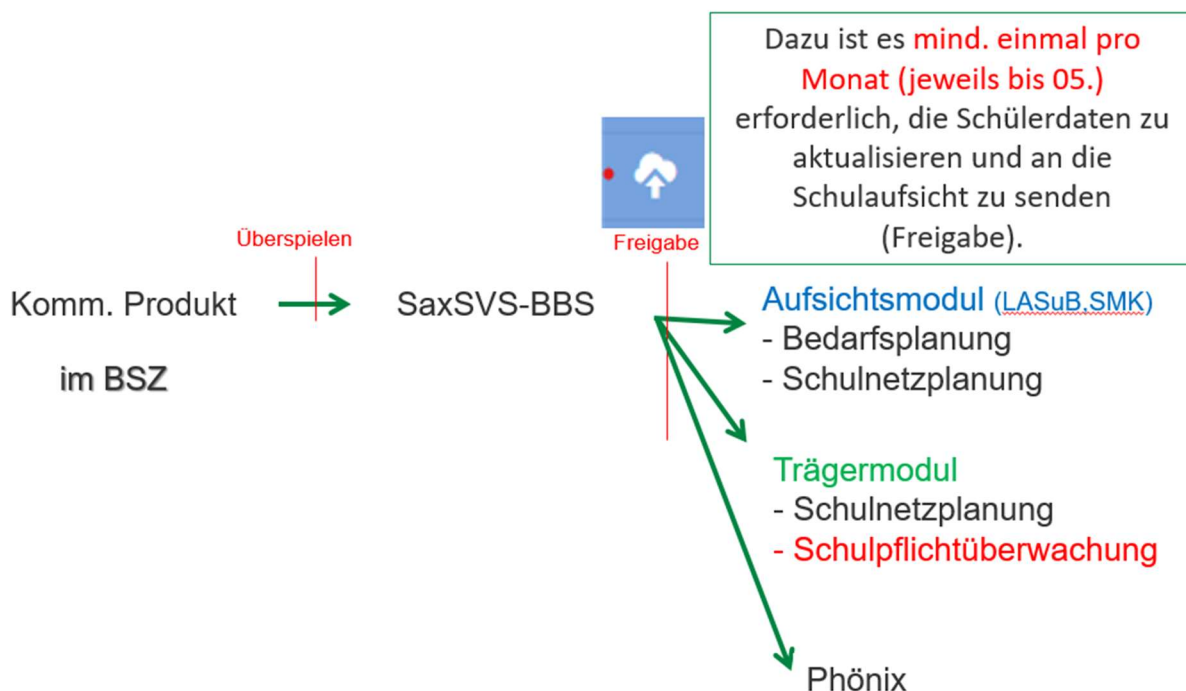 Dazu ist es mind. einmal pro
Monat (jeweils bis 05.)
erforderlich, die Schülerdaten zu
aktualisieren und an die
Schulaufsicht zu senden
(Freigabe).
Überspielen
Freigabe
Komm. Produkt
im BSZ
SaxSVS-BBS
Aufsichtsmodul (LASuB,SMK)
- Bedarfsplanung
- Schulnetzplanung
Trägermodul
- Schulnetzplanung
- Schulpflichtüberwachung
Phönix